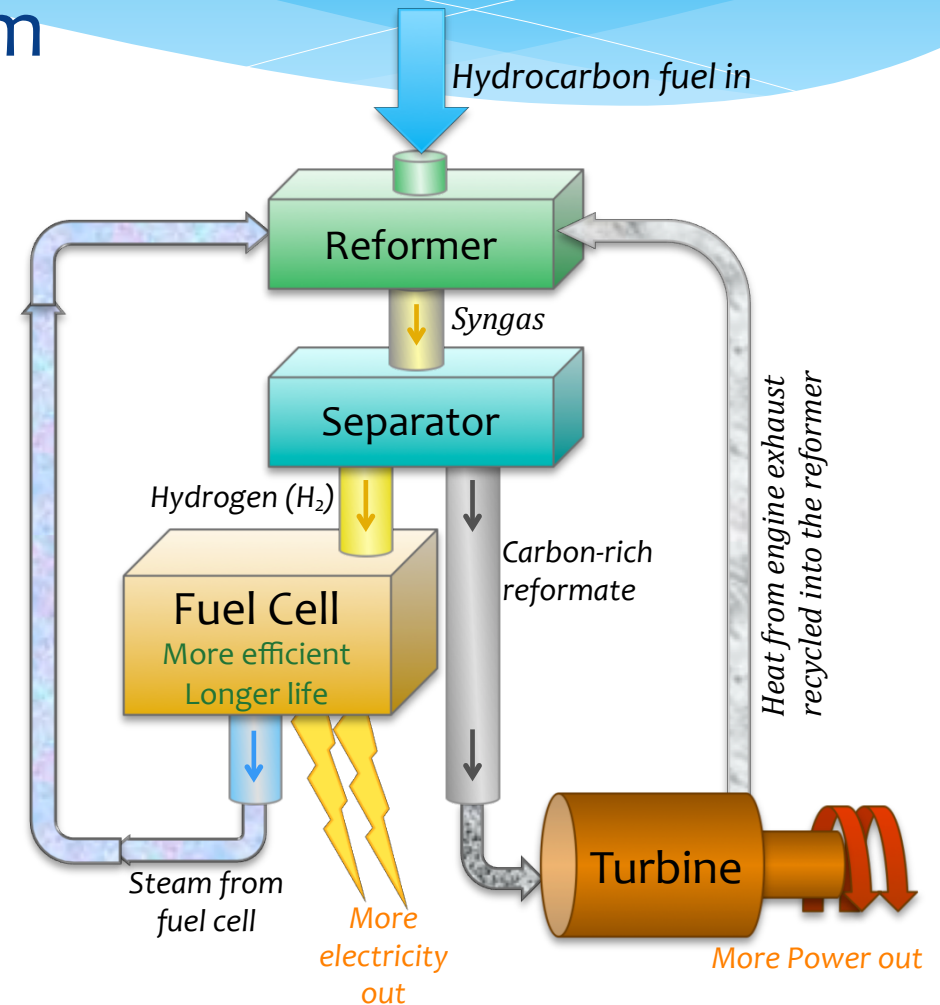 m
Hydrocarbon fuel in
Reformer
Syngas
Separator
Hydrogen (H₂)
Carbon-rich
reformate
Fuel Cell
More efficient
Longer life
Heat from engine exhaust
recycled into the reformer
Turbine
Steam from
fuel cell
More
electricity
out
More Power out